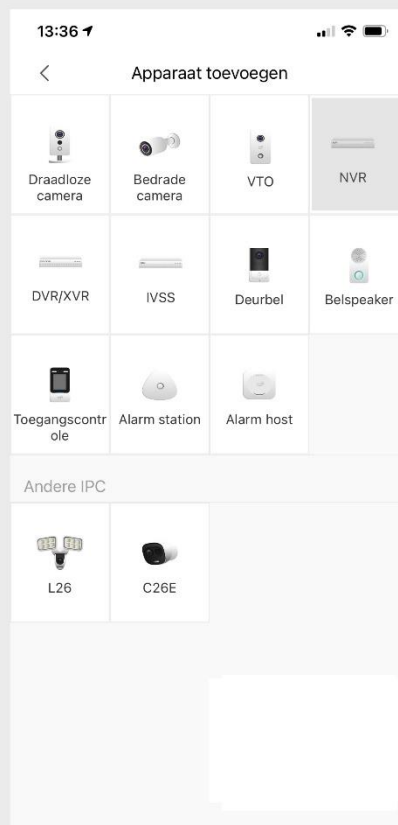 13:36
Apparaat toevoegen
Draadloze
camera
Bedrade
camera
VTO
NVR
DVR/XVR
IVSS
Deurbel
Belspeaker
Toegangscontr
ole
Alarm station
Alarm host
Andere IPC
L26
C26E